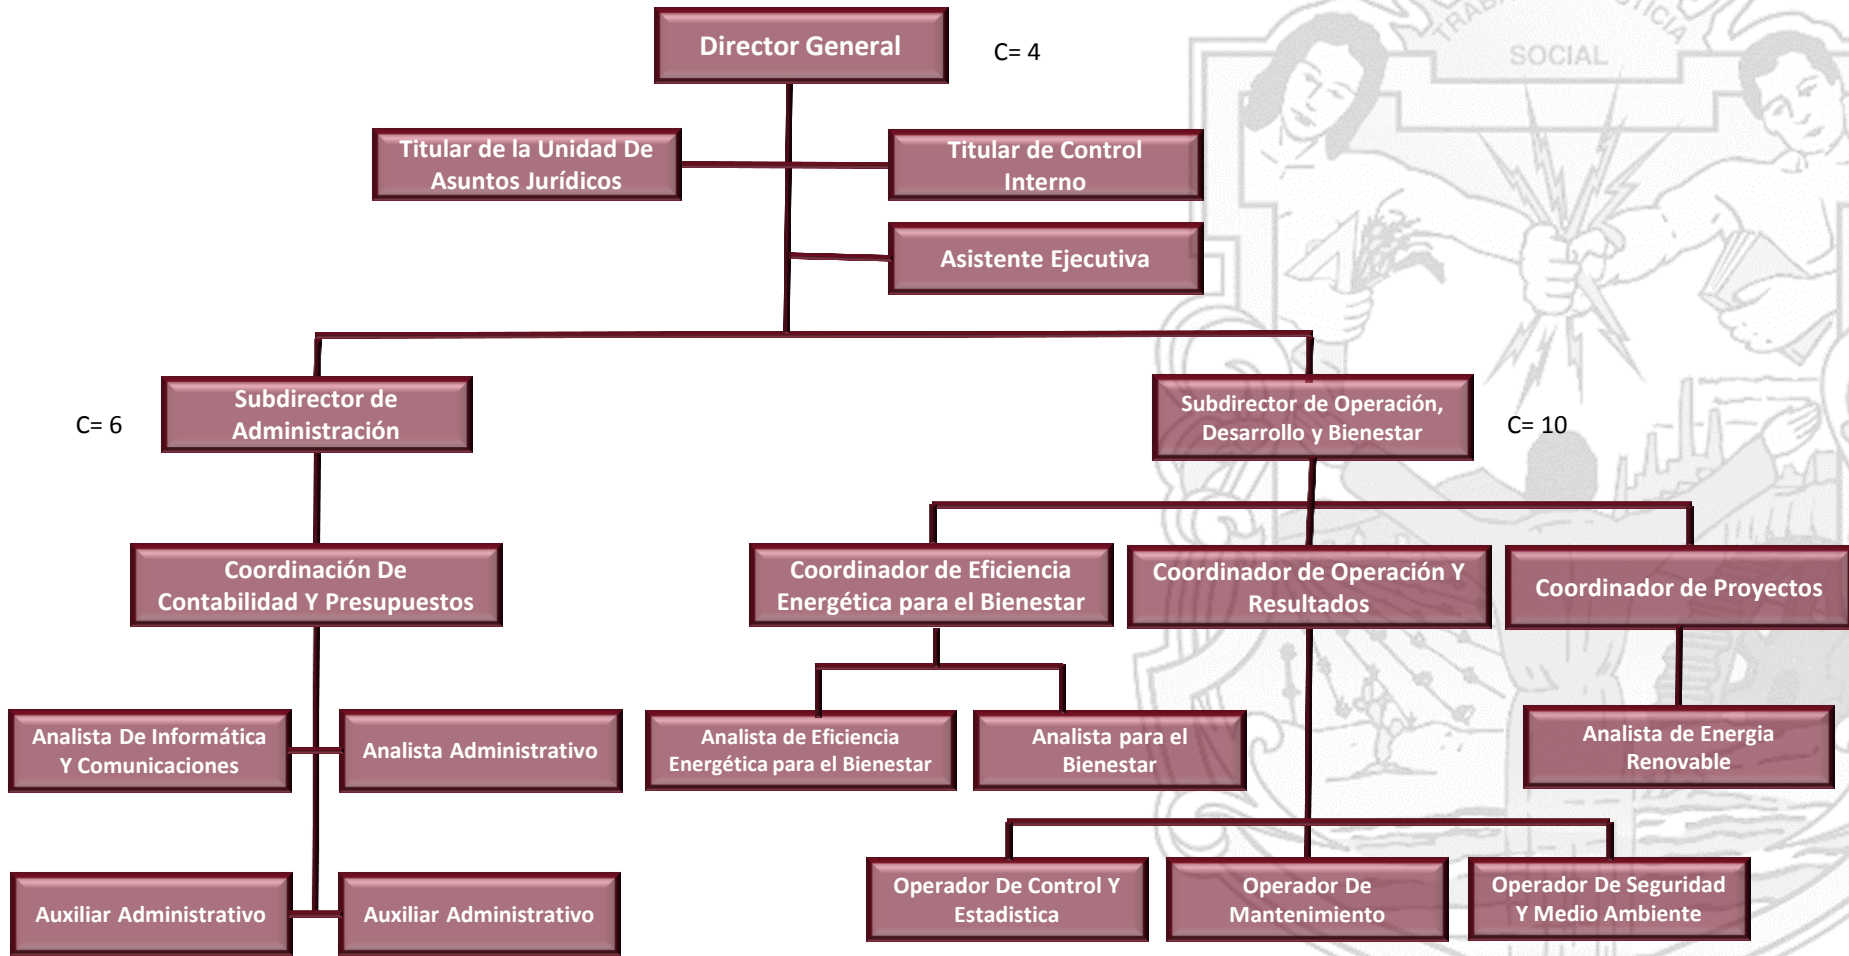 TRABA
USTICIA
SOCIAL
Director General
C= 4
Titular de la Unidad De
Asuntos Jurídicos
Titular de Control
Interno
Asistente Ejecutiva
Subdirector de
Administración
C= 6
Subdirector de Operación,
Desarrollo y Bienestar
C= 10
Coordinación De
Contabilidad Y Presupuestos
Coordinador de Eficiencia
Energética para el Bienestar
Coordinador de Operación Y
Resultados
Coordinador de Proyectos
Analista De Informática
Y Comunicaciones
Analista Administrativo
Analista de Eficiencia
Energética para el Bienestar
Analista para el
Bienestar
Analista de Energia
Renovable
Auxiliar Administrativo
Auxiliar Administrativo
Operador De Control Y
Estadistica
Operador De
Mantenimiento
Operador De Seguridad
Y Medio Ambiente